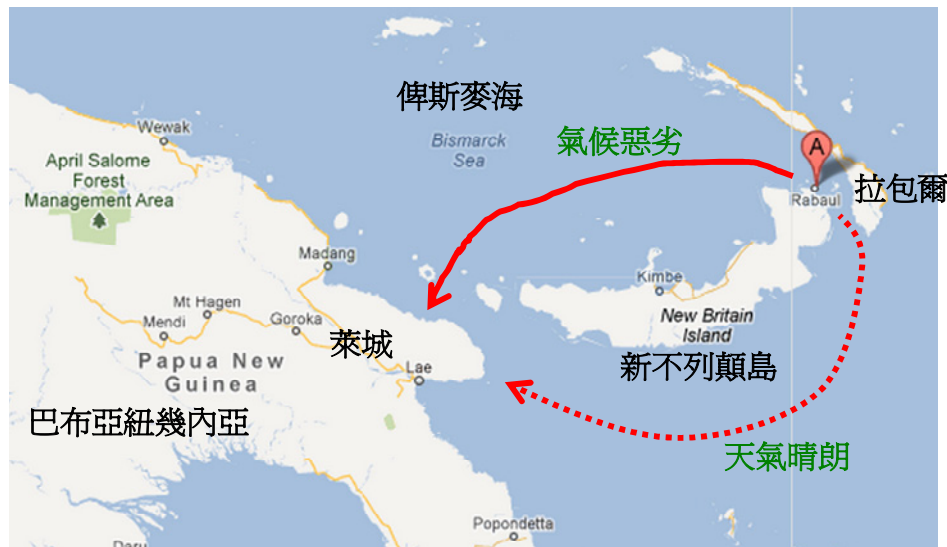 俾斯麥海
Bismarck
Sea
氣候惡劣
A
Wewak
April Salome
Forest
Management Area
Rabaul
拉包爾
Madang
Kimbe
Mt Hagen
Mendi
Goroka
New Britain
Island
萊城
Papua New
Guinea
Lae
新不列顛島
巴布亞紐幾內亞
天氣晴朗
Popondetta
Daru